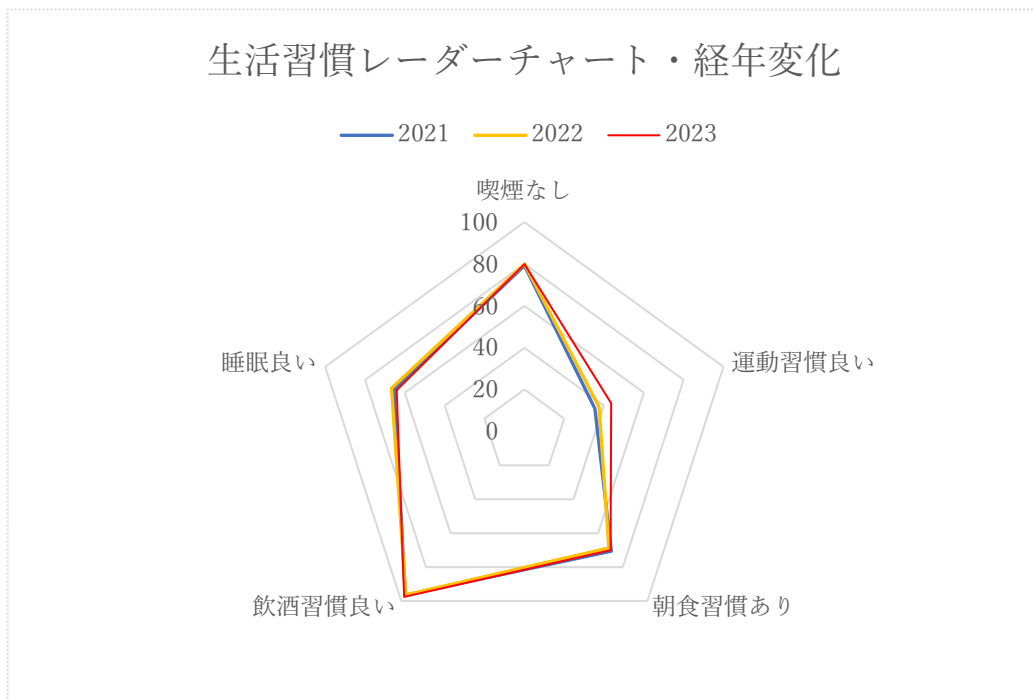 生活習慣レーダーチャート・経年変化
2021 2022 2023
喫煙なし
100
80
60
40
20
0
運動習慣良い
朝食習慣あり
飲酒習慣良い
睡眠良い